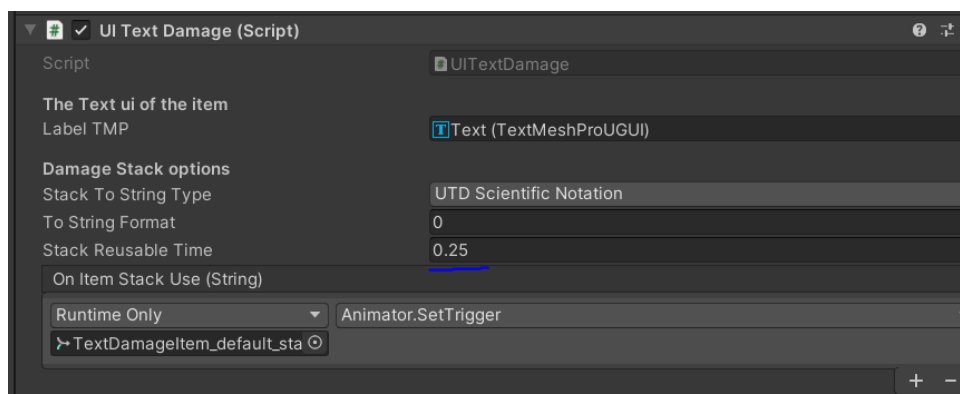 UI Text Damage (Script)
Script UITextDamage
The Text ui of the item
Label TMP Text (TextMeshProUGUI)
Damage Stack options
Stack To String Type UTD Scientific Notation
To String Format 0
Stack Reusable Time 0.25
On Item Stack Use (String)
Runtime Only Animator.SetTrigger
TextDamageItem_default_sta